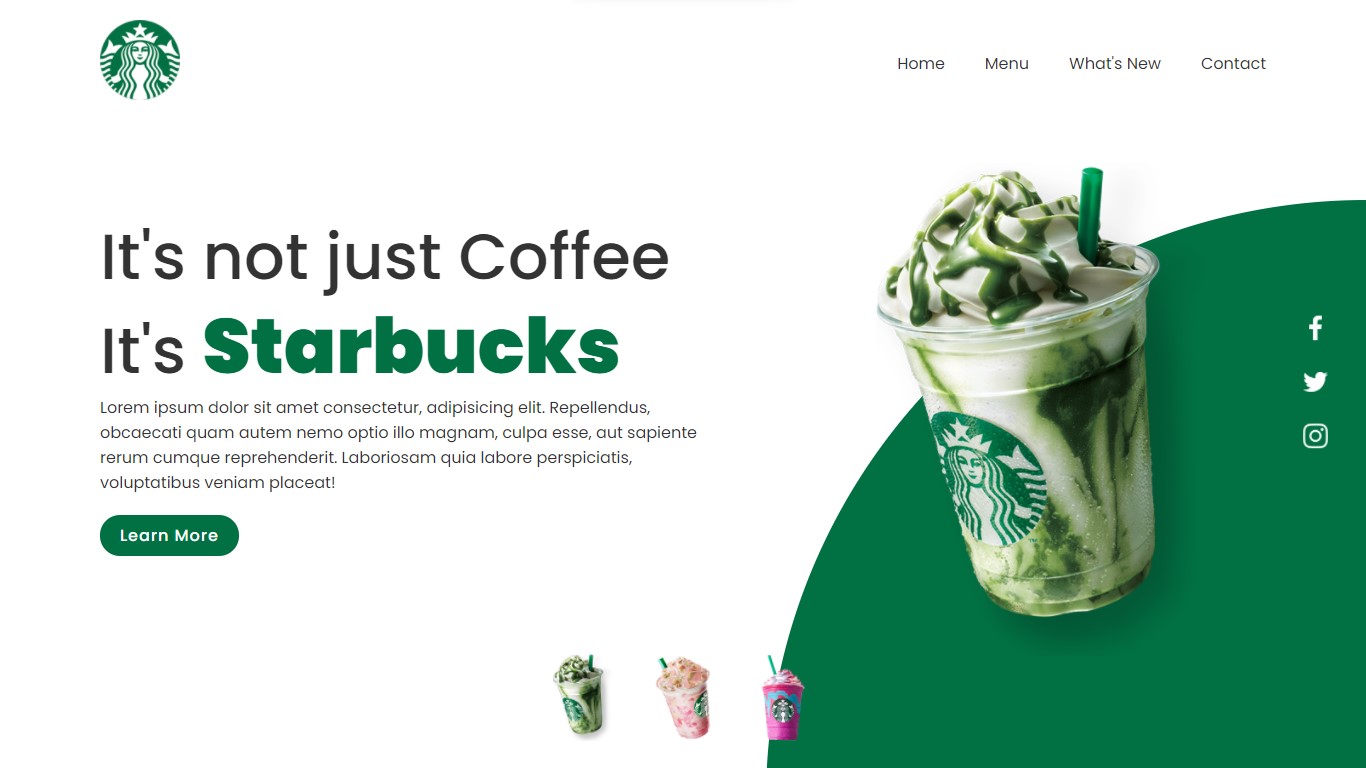 Home
Menu
What's New
Contact
It's not just Coffee
It's Starbucks
Lorem ipsum dolor sit amet consectetur, adipisicing elit. Repellendus,
obcaecati quam autem nemo optio illo magnam, culpa esse, aut sapiente
rerum cumque reprehenderit. Laboriosam quia labore perspiciatis,
voluptatibus veniam placeat!
Learn More